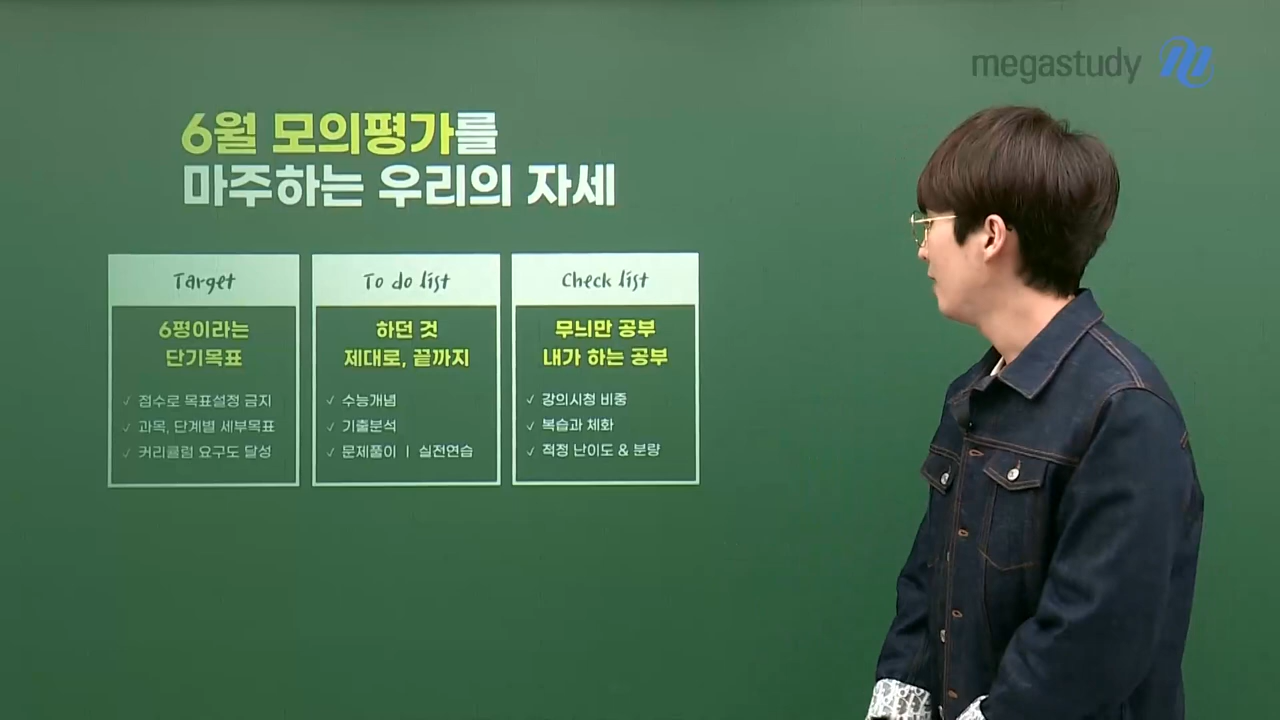 megastudy
6월 모의평가를
마주하는 우리의 자세
Target
6평이라는
단기목표
✓ 점수로 목표설정 금지
✓ 과목, 단계별 세부목표
✓ 커리큘럼 요구도 달성
To do list
하던 것
제대로, 끝까지
✓ 수능개념
✓ 기출분석
✓ 문제풀이 | 실전연습
Check list
무늬만 공부
내가 하는 공부
✓ 강의시청 비중
✓ 복습과 체화
✓ 적정 난이도 & 분량